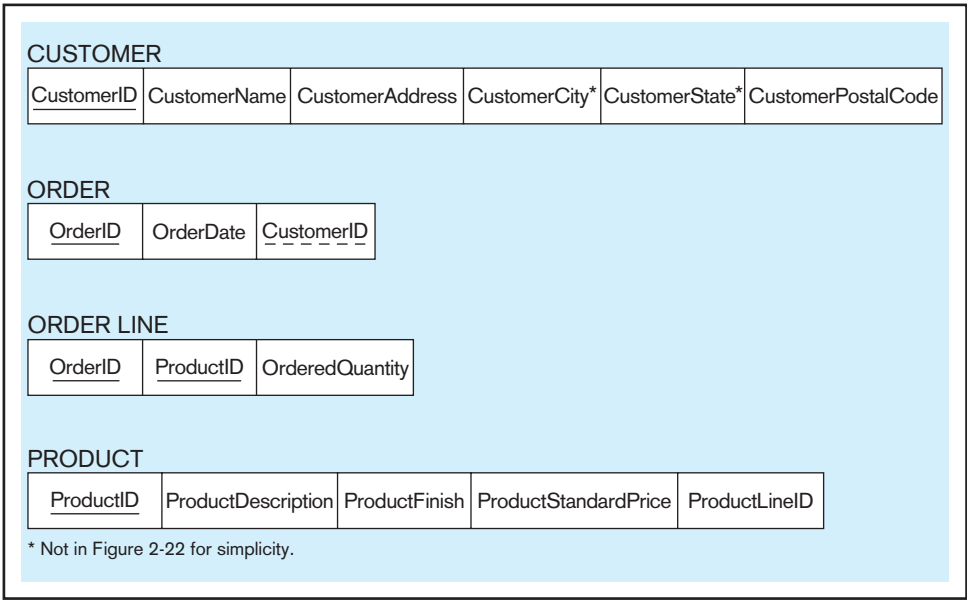 CUSTOMER
CustomerID CustomerName CustomerAddress CustomerCity* CustomerState* CustomerPostalCode
ORDER
OrderID OrderDate CustomerID
ORDER LINE
OrderID ProductID OrderedQuantity
PRODUCT
ProductID ProductDescription ProductFinish ProductStandardPrice ProductLineID
* Not in Figure 2-22 for simplicity.